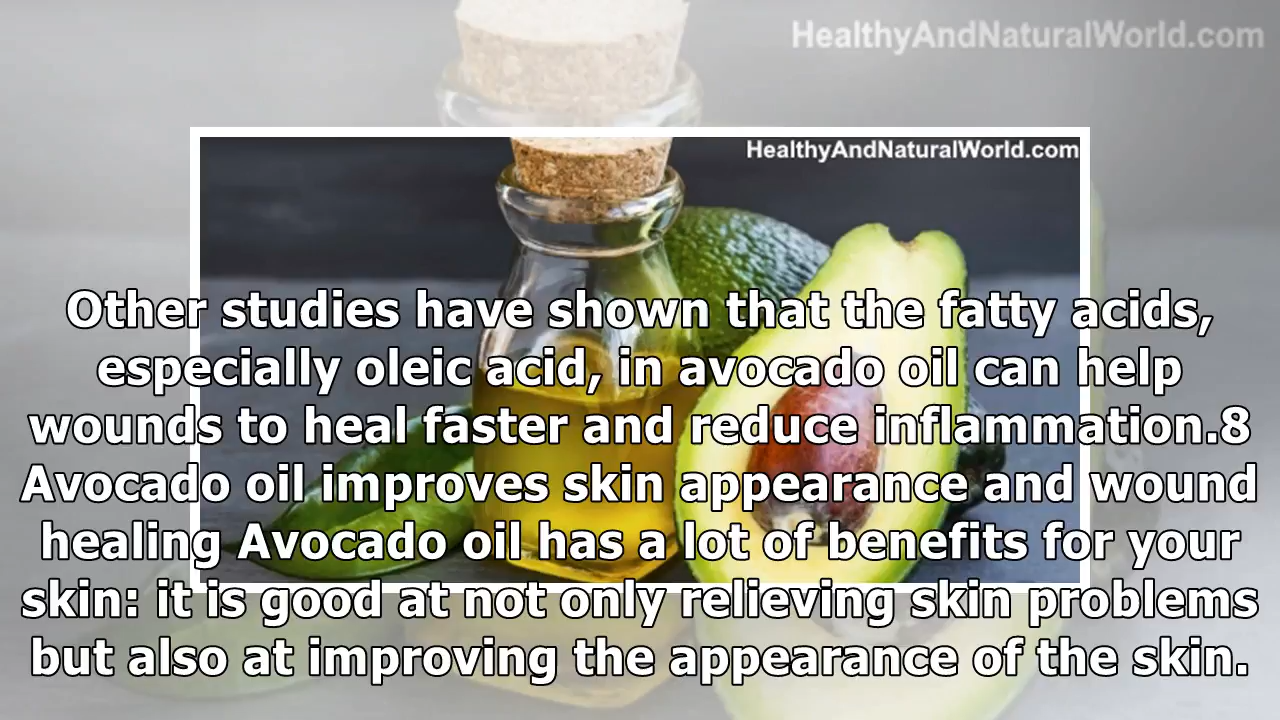 HealthyAndNaturalWorld.com
HealthyAndNaturalWorld.com
Other studies have shown that the fatty acids,
especially oleic acid, in avocado oil can help
wounds to heal faster and reduce inflammation.8
Avocado oil improves skin appearance and wound
healing Avocado oil has a lot of benefits for your
skin: it is good at not only relieving skin problems
but also at improving the appearance of the skin.